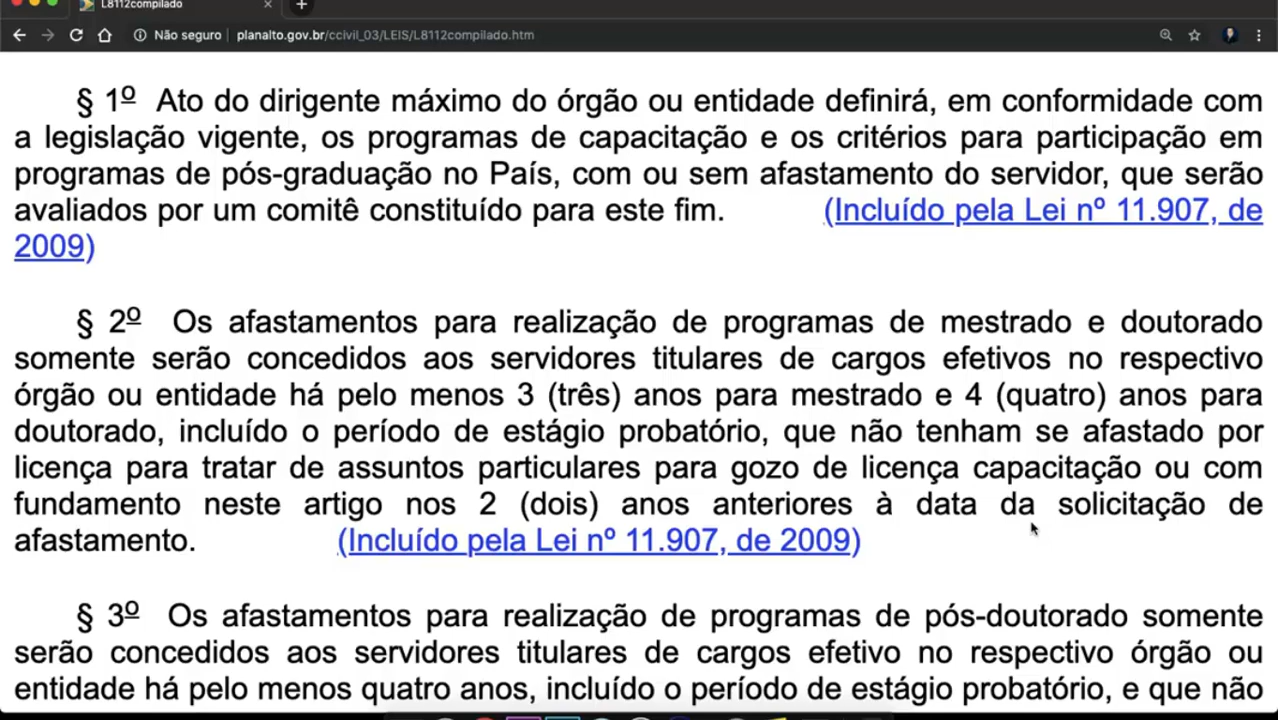 L8112compilado
Não seguro | planalto.gov.br/ccivil_03/LEIS/L8112compilado.htm
§ 1º Ato do dirigente máximo do órgão ou entidade definirá, em conformidade com
a legislação vigente, os programas de capacitação e os critérios para participação em
programas de pós-graduação no País, com ou sem afastamento do servidor, que serão
avaliados por um comitê constituído para este fim. (Incluído pela Lei nº 11.907, de
2009)
§ 2º Os afastamentos para realização de programas de mestrado e doutorado
somente serão concedidos aos servidores titulares de cargos efetivos no respectivo
órgão ou entidade há pelo menos 3 (três) anos para mestrado e 4 (quatro) anos para
doutorado, incluído o período de estágio probatório, que não tenham se afastado por
licença para tratar de assuntos particulares para gozo de licença capacitação ou com
fundamento neste artigo nos 2 (dois) anos anteriores à data da solicitação de
afastamento. (Incluído pela Lei nº 11.907, de 2009)
§ 3º Os afastamentos para realização de programas de pós-doutorado somente
serão concedidos aos servidores titulares de cargos efetivo no respectivo órgão ou
entidade há pelo menos quatro anos, incluído o período de estágio probatório, e que não